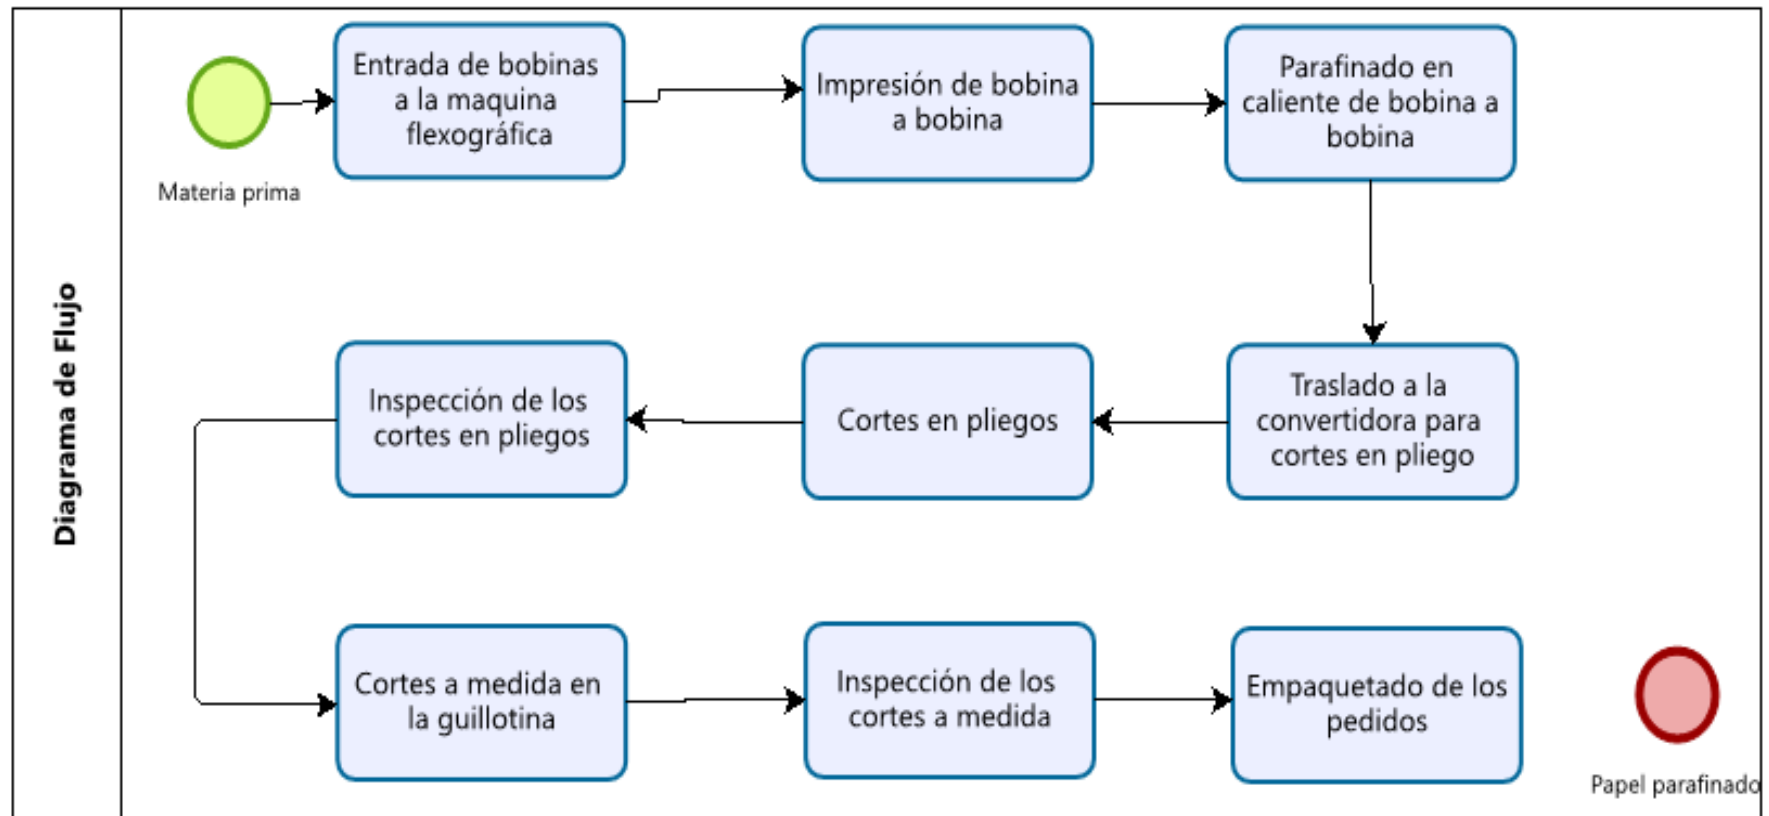 Diagrama de Flujo
Materia prima
Entrada de bobinas
a la maquina
flexográfica
Impresión de bobina
a bobina
Parafinado en
caliente de bobina a
bobina
Traslado a la
convertidora para
cortes en pliego
Cortes en pliegos
Inspección de los
cortes en pliegos
Cortes a medida en
la guillotina
Inspección de los
cortes a medida
Empaquetado de los
pedidos
Papel parafinado